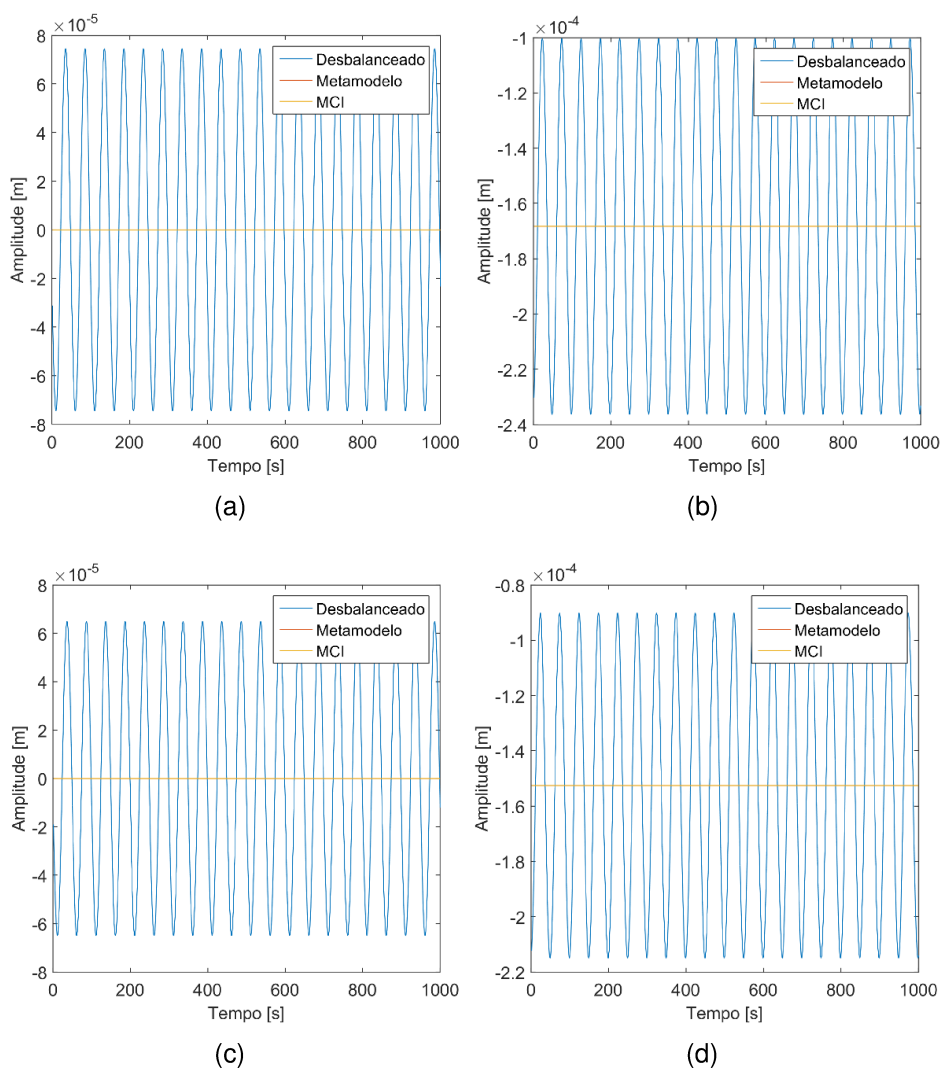 ×10-5
8
6
4
2
0
-2
-4
-6
-8
Amplitude [m]
0 200 400 600 800 1000
Tempo [s]
Desbalanceado
Metamodelo
MCI
(a)
×10-4
-1
-1.2
-1.4
-1.6
-1.8
-2
-2.2
-2.4
Amplitude [m]
0 200 400 600 800 1000
Tempo [s]
Desbalanceado
Metamodelo
MCI
(b)
×10-5
8
6
4
2
0
-2
-4
-6
-8
Amplitude [m]
0 200 400 600 800 1000
Tempo [s]
Desbalanceado
Metamodelo
MCI
(c)
×10-4
-0.8
-1
-1.2
-1.4
-1.6
-1.8
-2
-2.2
Amplitude [m]
0 200 400 600 800 1000
Tempo [s]
Desbalanceado
Metamodelo
MCI
(d)